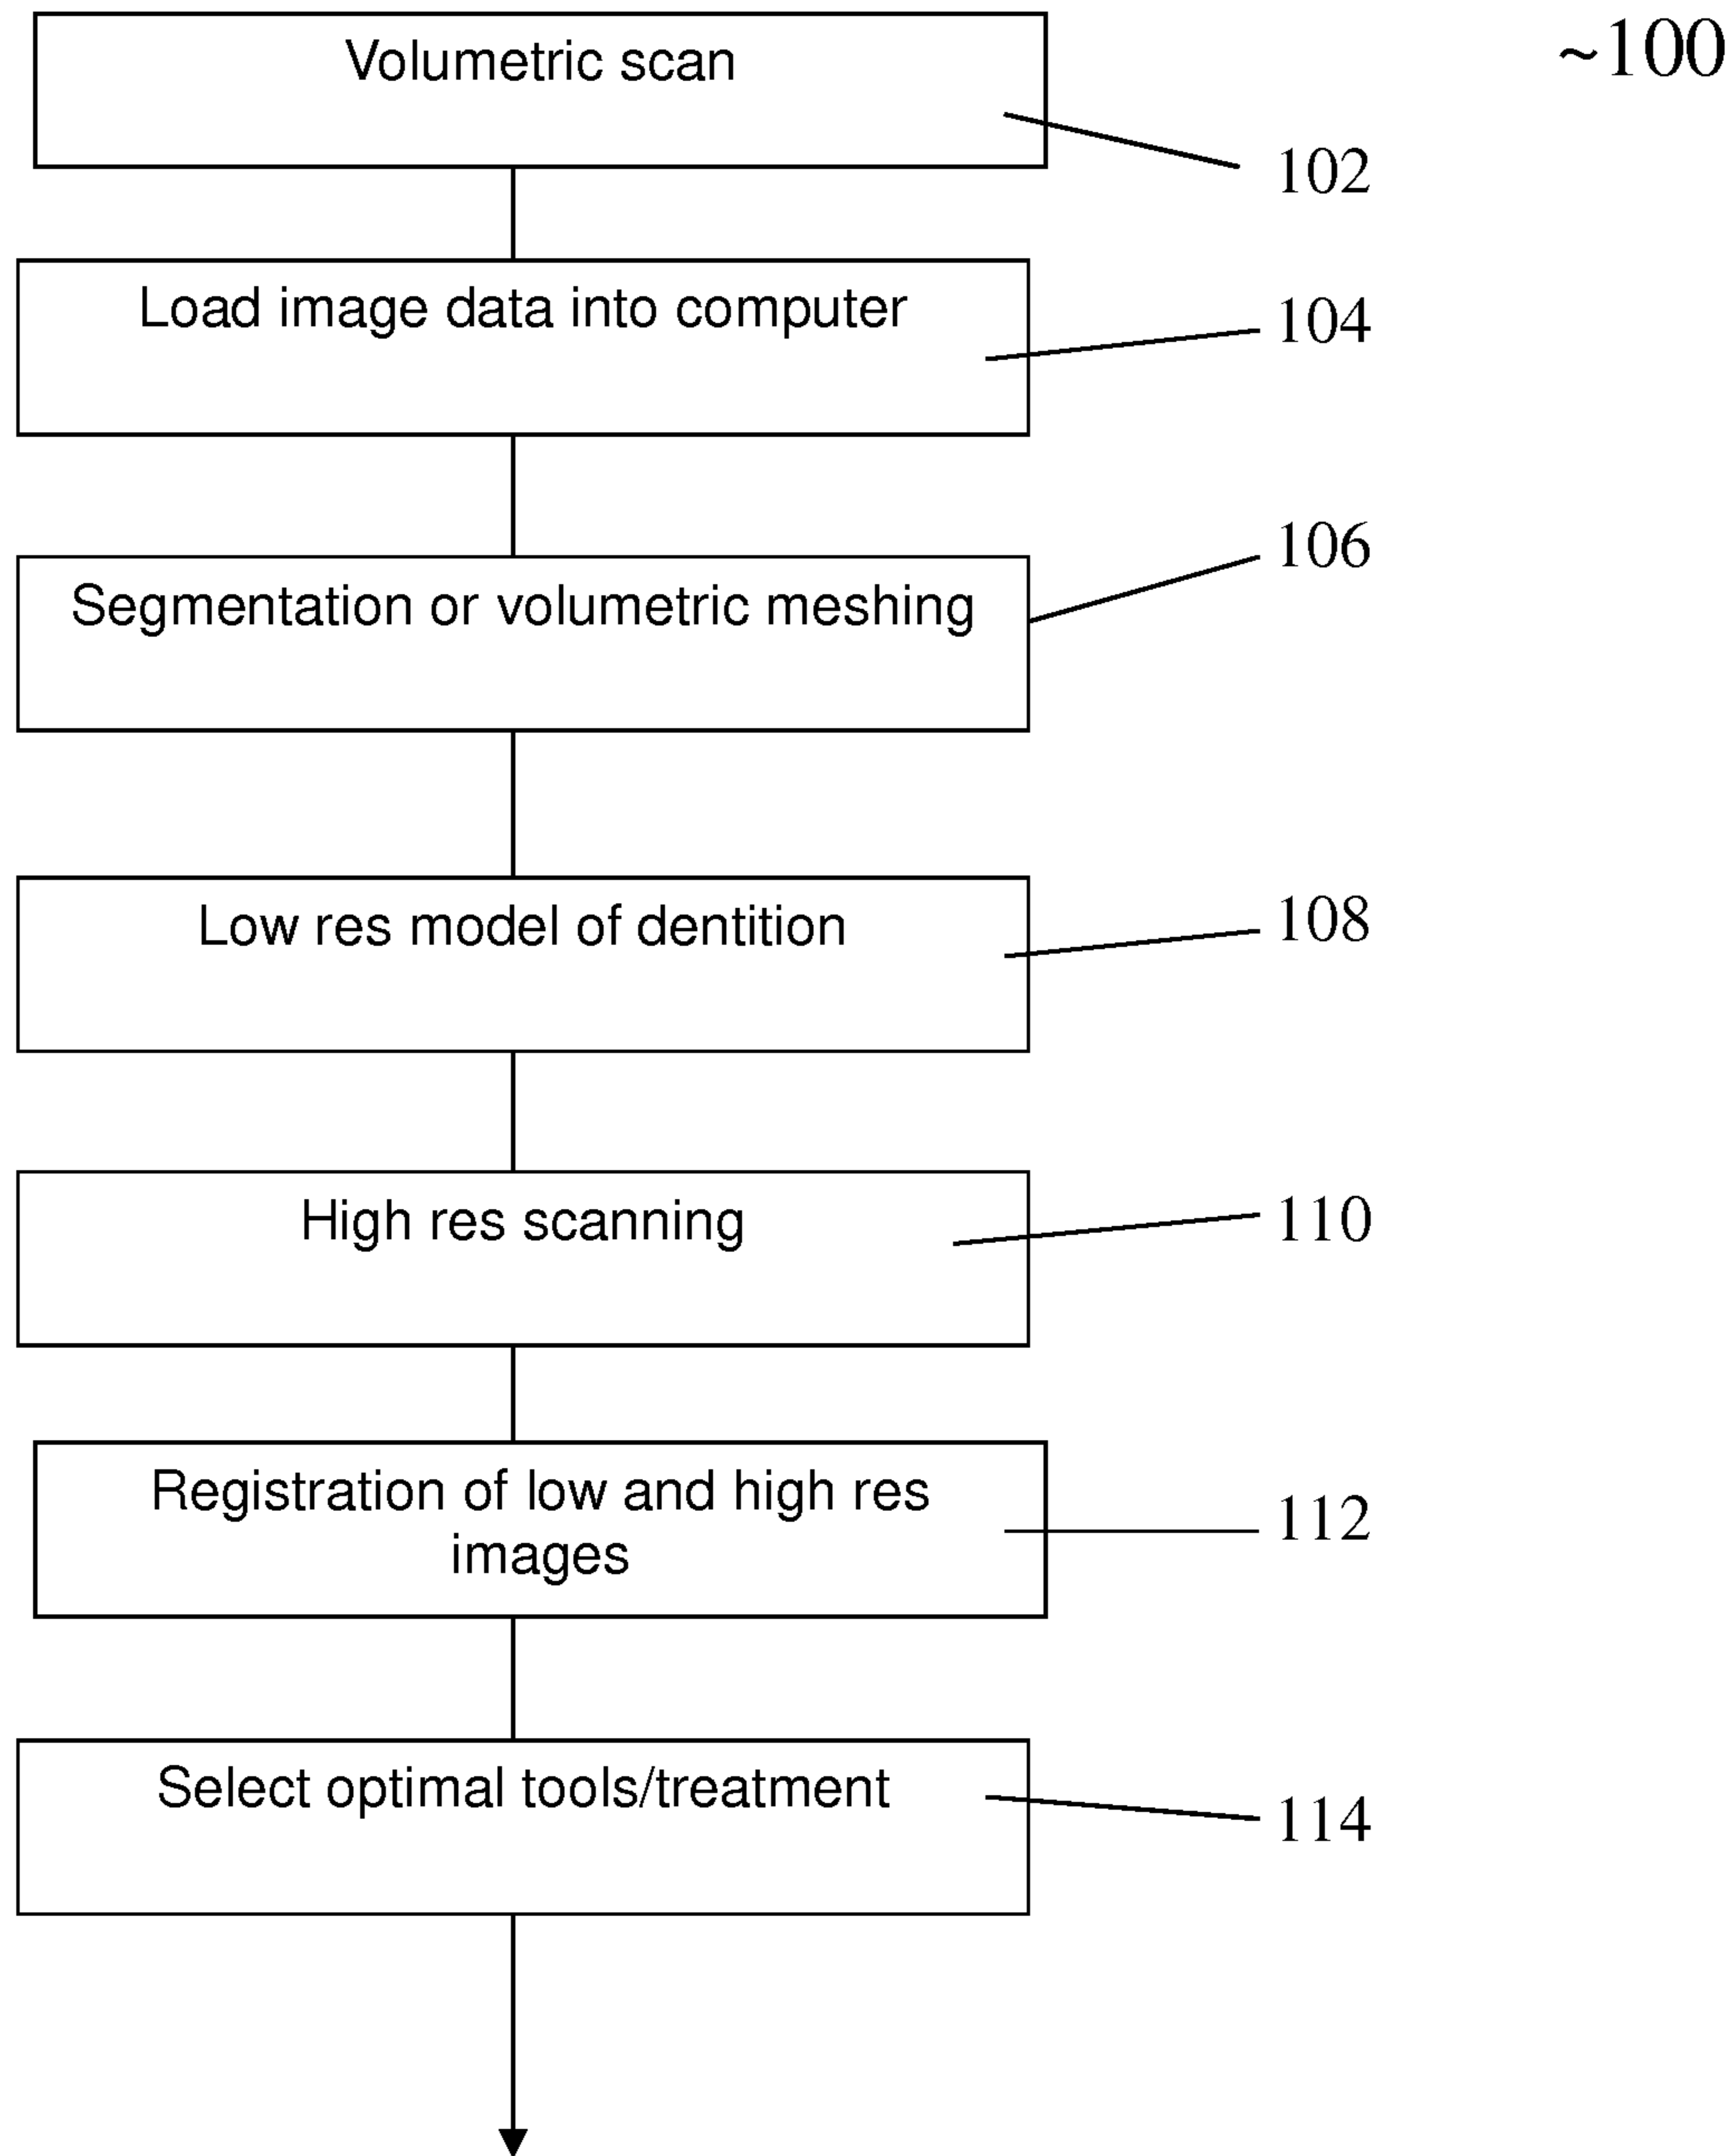 ~100
Volumetric scan
102
Load image data into computer
104
Segmentation or volumetric meshing
106
Low res model of dentition
108
High res scanning
110
Registration of low and high res
images
112
Select optimal tools/treatment
114